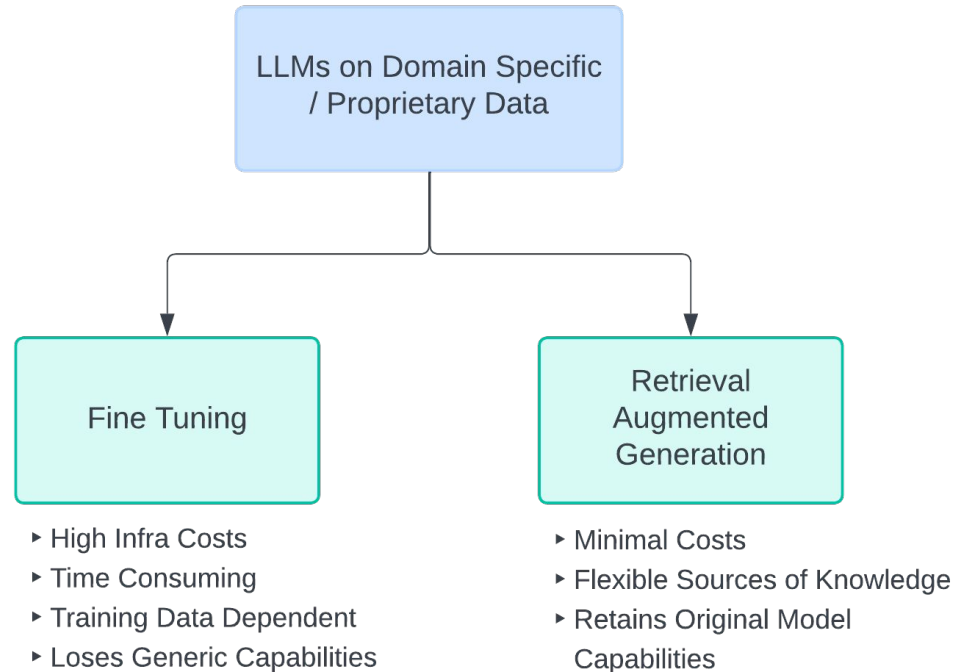 LLMs on Domain Specific
/ Proprietary Data
Fine Tuning
‣ High Infra Costs
‣ Time Consuming
‣ Training Data Dependent
‣ Loses Generic Capabilities
Retrieval
Augmented
Generation
‣ Minimal Costs
‣ Flexible Sources of Knowledge
‣ Retains Original Model
Capabilities